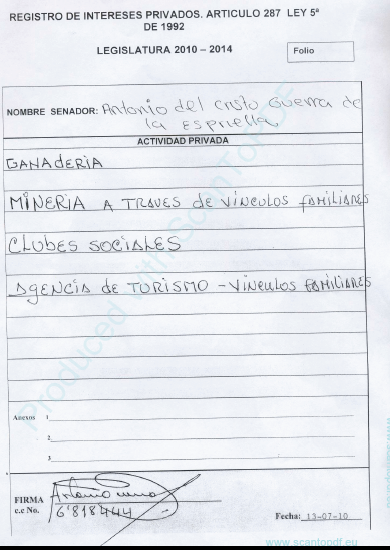 REGISTRO DE INTERESES PRIVADOS. ARTICULO 287 LEY 5ª
DE 1992
LEGISLATURA 2010 – 2014
Folio
NOMBRE SENADOR: Antonio del Cristo Guerra de
la Espriella
ACTIVIDAD PRIVADA
GANADERIA
MINERIA A TRAVES de VINCULOS FAMILIARES
CLUBES SOCIALES
AGENCIA de TURISMO - VINCULOS FAMILIARES
Anexos 1
2
3
FIRMA Antonio Guerra
c.c No. 6'818444
Fecha: 13-07-10
Produced with ScanToPDF
www.scantopdf.eu